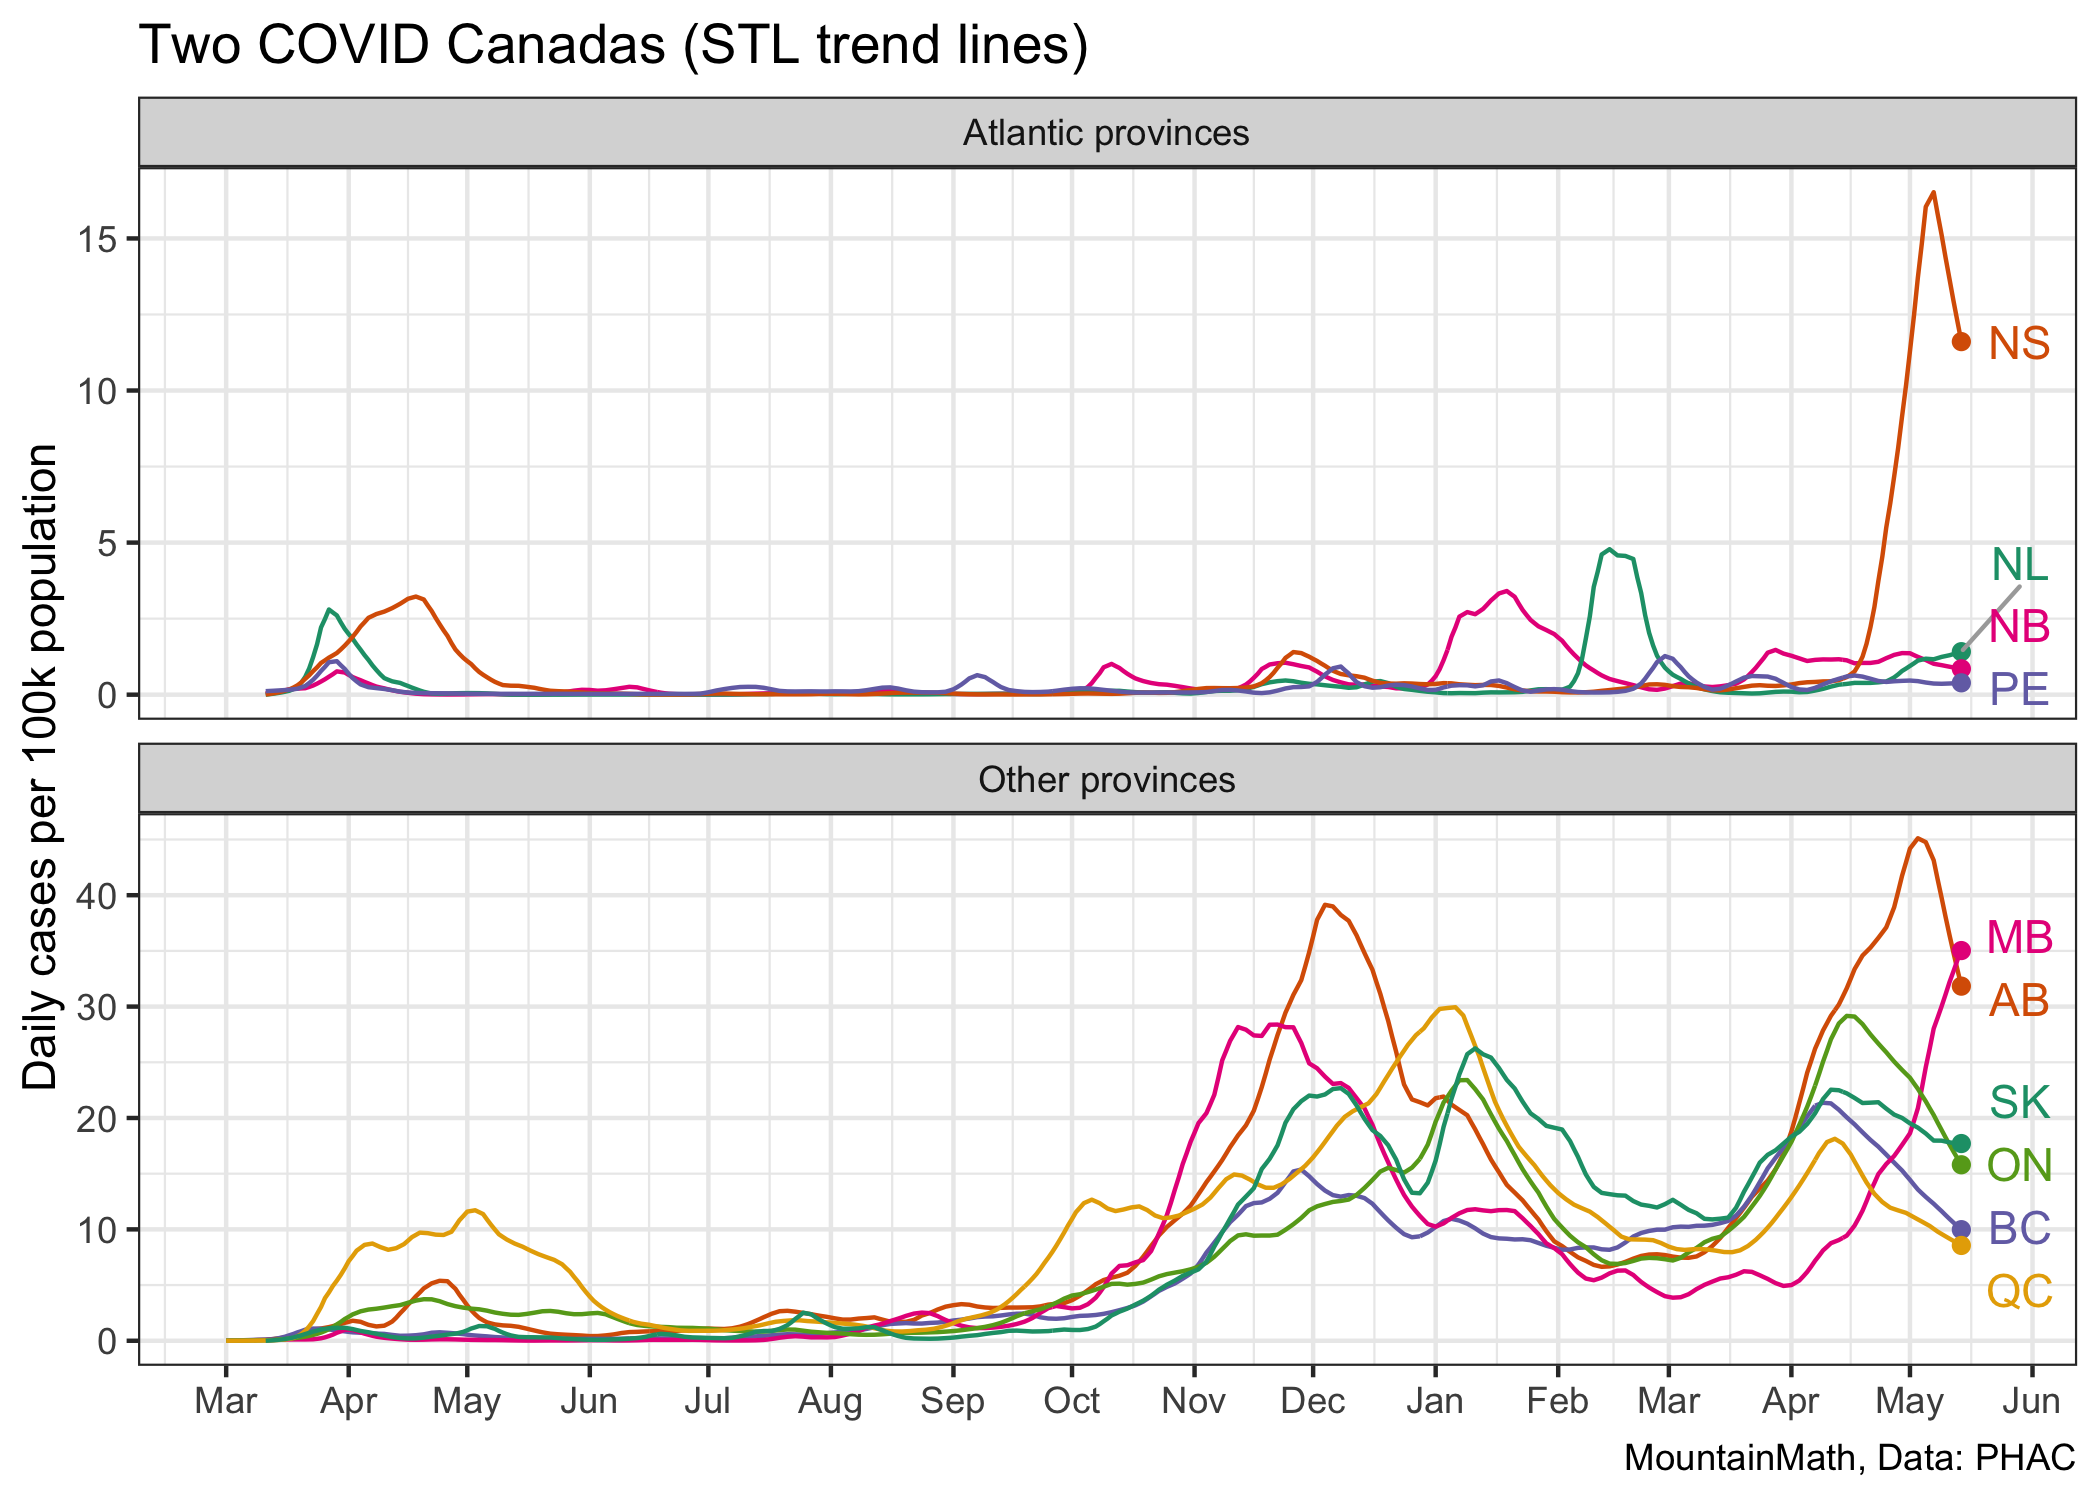 Two COVID Canadas (STL trend lines)
Atlantic provinces
15
10
5
0
NS
NL
NB
PE
Daily cases per 100k population
Other provinces
40
30
20
10
0
MB
AB
SK
ON
BC
QC
Mar Apr May Jun Jul Aug Sep Oct Nov Dec Jan Feb Mar Apr May Jun
MountainMath, Data: PHAC